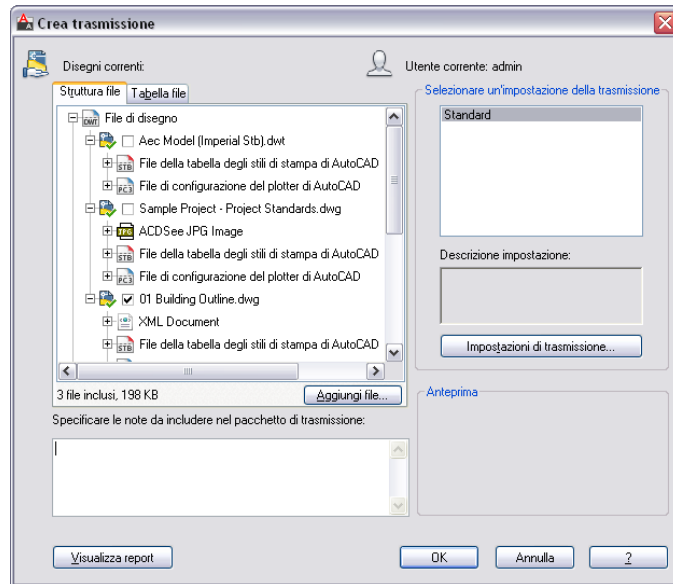 Crea trasmissione
Disegni correnti:
Utente corrente: admin
Struttura file
Tabella file
File di disegno
Aec Model (Imperial Stb).dwt
File della tabella degli stili di stampa di AutoCAD
File di configurazione del plotter di AutoCAD
Sample Project - Project Standards.dwg
ACDSee JPG Image
File della tabella degli stili di stampa di AutoCAD
File di configurazione del plotter di AutoCAD
01 Building Outline.dwg
XML Document
File della tabella degli stili di stampa di AutoCAD
3 file inclusi, 198 KB
Aggiungi file...
Specificare le note da includere nel pacchetto di trasmissione:
Visualizza report
Selezionare un'impostazione della trasmissione
Standard
Descrizione impostazione:
Impostazioni di trasmissione...
Anteprima
OK
Annulla
?